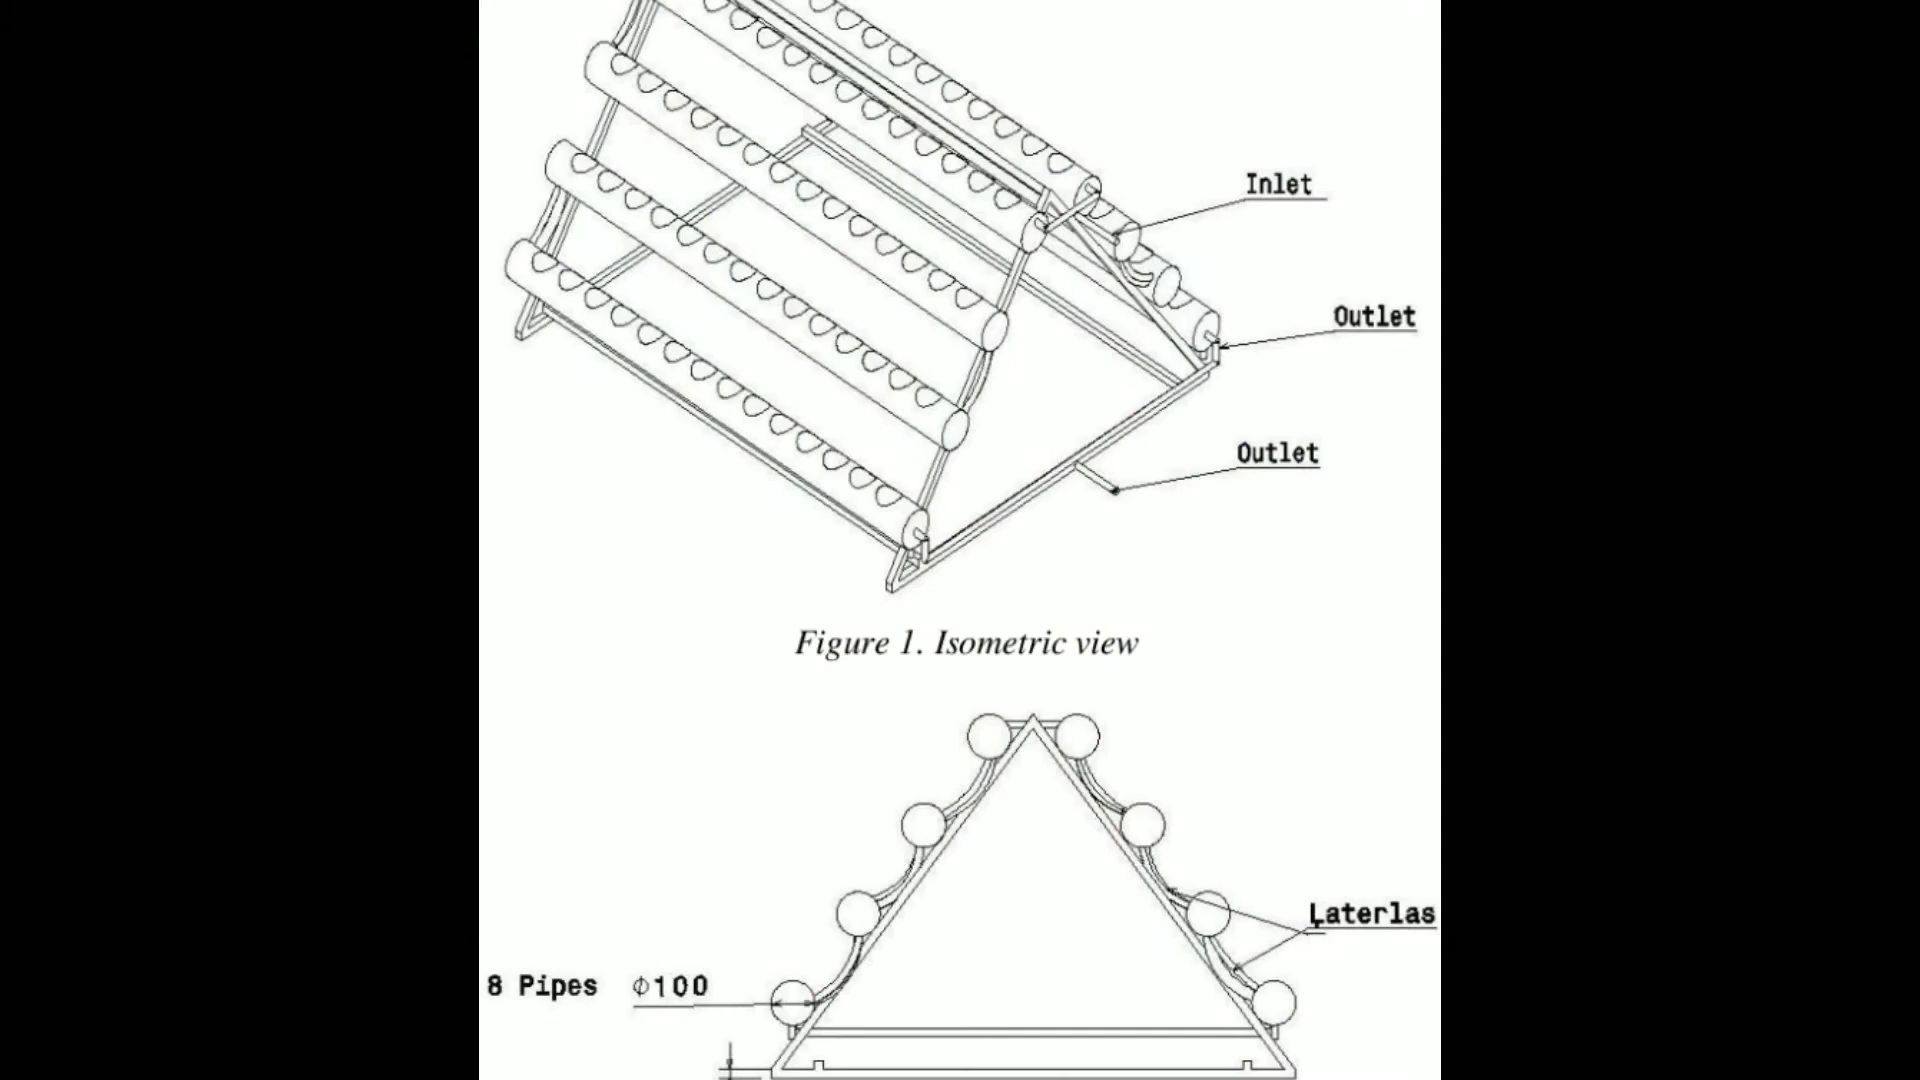 Inlet
Outlet
Outlet
Figure 1. Isometric view
Laterlas
8 Pipes ϕ100